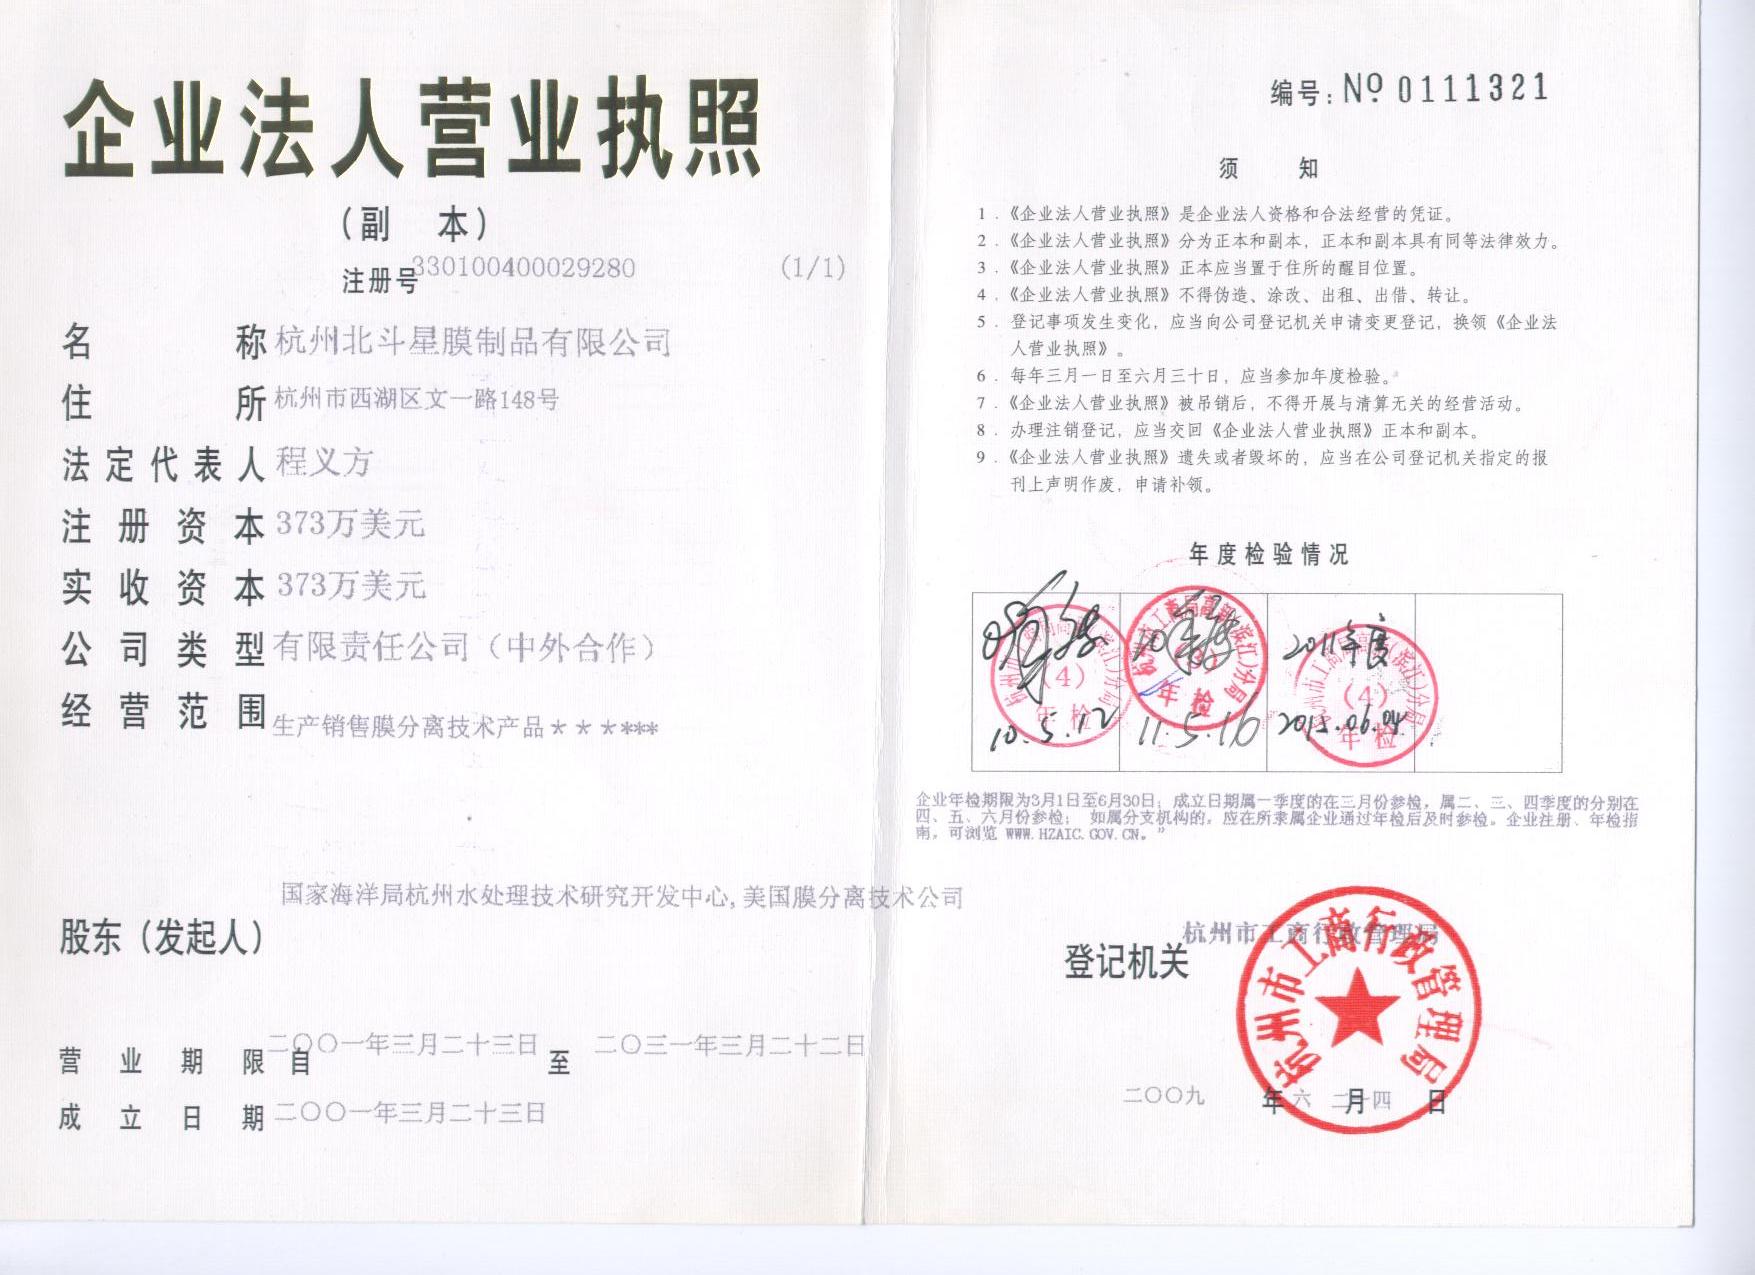 企业法人营业执照
（副 本）
注册号 330100400029280 (1/1)
名称 杭州北斗星膜制品有限公司
住所 杭州市西湖区文一路148号
法定代表人 程义方
注册资本 373万美元
实收资本 373万美元
公司类型 有限责任公司（中外合作）
经营范围 生产销售膜分离技术产品******
国家海洋局杭州水处理技术研究开发中心,美国膜分离技术公司
股东（发起人）
营业期限自 二〇〇一年三月二十三日 至 二〇三一年三月二十二日
成立日期 二〇〇一年三月二十三日
编号：№ 0111321
须 知
1．《企业法人营业执照》是企业法人资格和合法经营的凭证。
2．《企业法人营业执照》分为正本和副本，正本和副本具有同等法律效力。
3．《企业法人营业执照》正本应当置于住所的醒目位置。
4．《企业法人营业执照》不得伪造、涂改、出租、出借、转让。
5．登记事项发生变化，应当向公司登记机关申请变更登记，换领《企业法
人营业执照》。
6．每年三月一日至六月三十日，应当参加年度检验。
7．《企业法人营业执照》被吊销后，不得开展与清算无关的经营活动。
8．办理注销登记，应当交回《企业法人营业执照》正本和副本。
9．《企业法人营业执照》遗失或者毁坏的，应当在公司登记机关指定的报
刊上声明作废，申请补领。
年度检验情况
(4)
年检
10.5.12
年检
11.5.16
2011年度
(4)
年检
2012.06.04
企业年检期限为3月1日至6月30日；成立日期属一季度的在三月份参检，属二、三、四季度的分别在
四、五、六月份参检； 如属分支机构的，应在所隶属企业通过年检后及时参检。企业注册、年检指
南，可浏览 WWW.HZAIC.GOV.CN。”
杭州市工商行政管理局
登记机关
杭州市工商行政管理局
二〇〇九 年 六 月 二十四 日